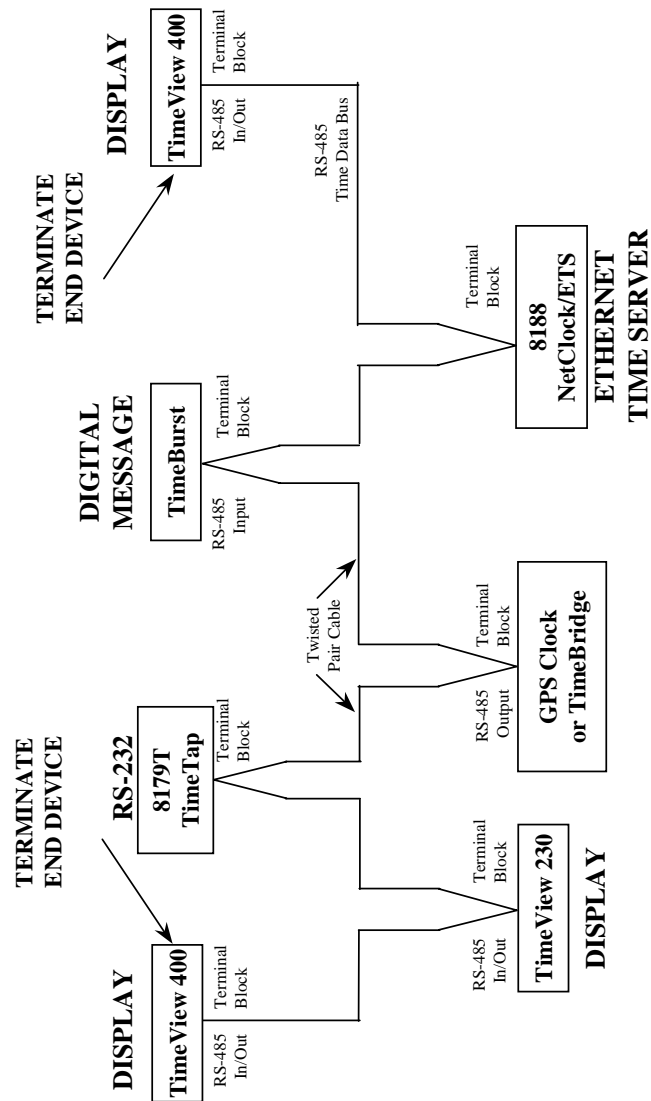 TERMINATE
END DEVICE
TERMINATE
END DEVICE
DISPLAY
TimeView 400
RS-485
In/Out
Terminal
Block
RS-232
8179T
TimeTap
Terminal
Block
DIGITAL
MESSAGE
TimeBurst
RS-485
Input
Terminal
Block
DISPLAY
TimeView 400
RS-485
In/Out
Terminal
Block
Twisted
Pair Cable
RS-485
Time Data Bus
RS-485
In/Out
Terminal
Block
TimeView 230
DISPLAY
RS-485
Output
Terminal
Block
GPS Clock
or TimeBridge
Terminal
Block
8188
NetClock/ETS
ETHERNET
TIME SERVER